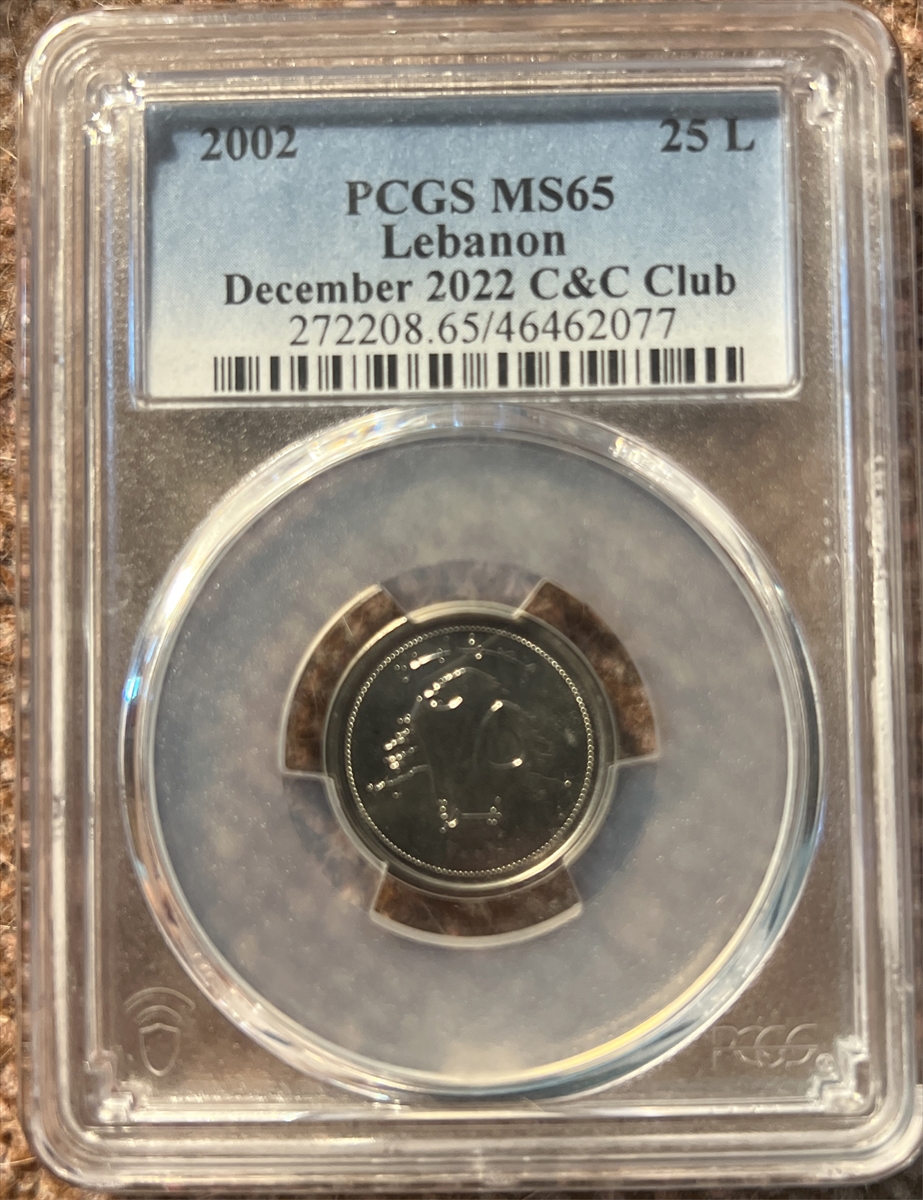 2002 25 L
PCGS MS65
Lebanon
December 2022 C&C Club
272208.65/46462077
PCGS